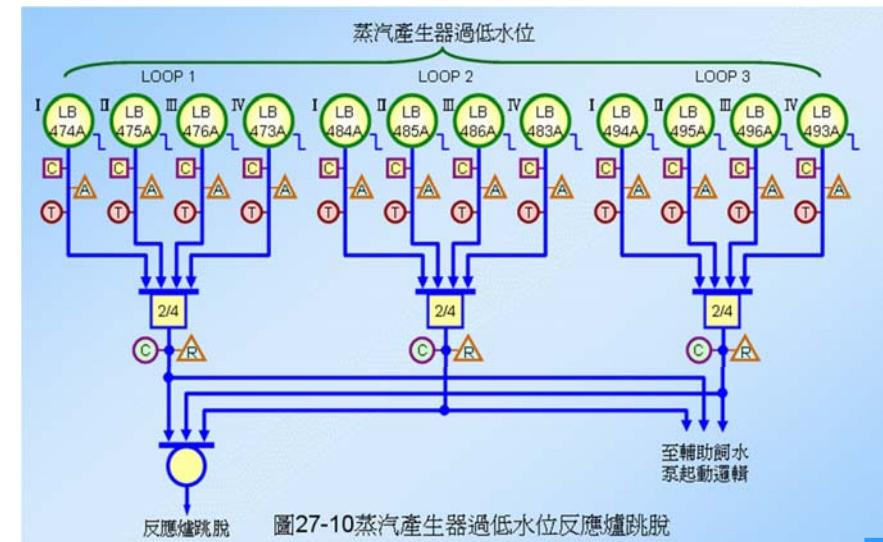 蒸汽產生器過低水位
LOOP 1 LOOP 2 LOOP 3
I II III IV I II III IV I II III IV
LB LB LB LB LB LB LB LB LB LB LB LB
474A 475A 476A 473A 484A 485A 486A 483A 494A 495A 496A 493A
C C C C C C C C C C C C
A A A A A A A A A A A A
T T T T T T T T T T T T
2/4 2/4 2/4
C R C R C R
至輔助飼水
泵起動邏輯
反應爐跳脫
圖27-10蒸汽產生器過低水位反應爐跳脫